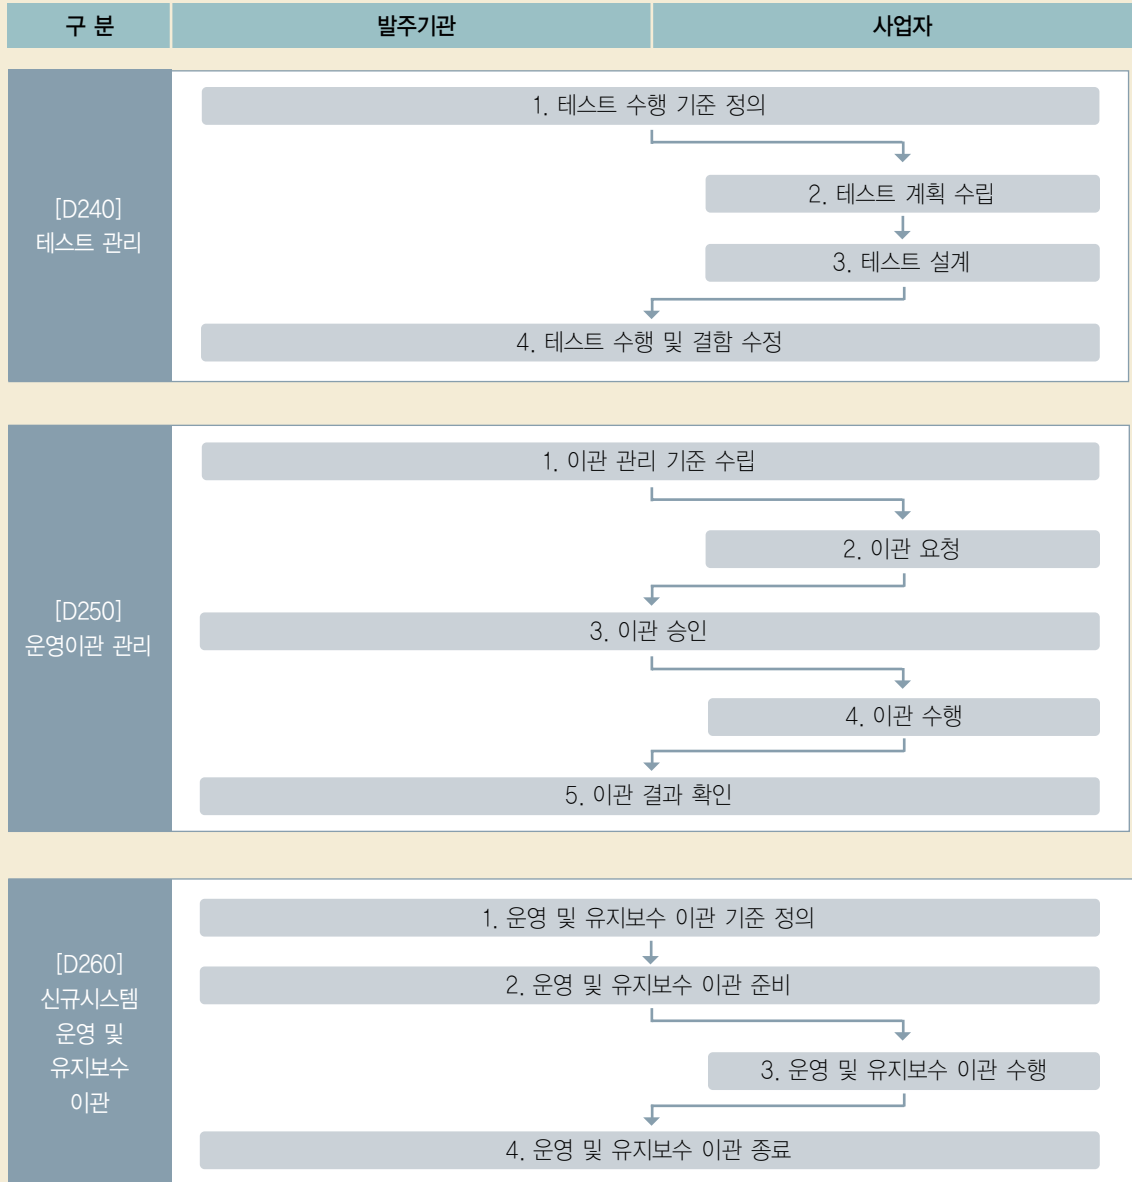 구 분
발주기관
사업자
[D240]
테스트 관리
1. 테스트 수행 기준 정의
2. 테스트 계획 수립
3. 테스트 설계
4. 테스트 수행 및 결함 수정
[D250]
운영이관 관리
1. 이관 관리 기준 수립
2. 이관 요청
3. 이관 승인
4. 이관 수행
5. 이관 결과 확인
[D260]
신규시스템
운영 및
유지보수
이관
1. 운영 및 유지보수 이관 기준 정의
2. 운영 및 유지보수 이관 준비
3. 운영 및 유지보수 이관 수행
4. 운영 및 유지보수 이관 종료